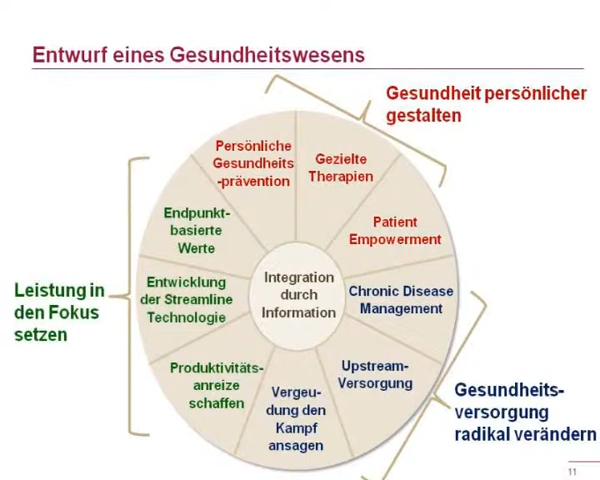 Entwurf eines Gesundheitswesens
Gesundheit persönlicher
gestalten
Persönliche
Gesundheits
-prävention
Gezielte
Therapien
Patient
Empowerment
Endpunkt-
basierte
Werte
Integration
durch
Information
Chronic Disease
Management
Entwicklung
der Streamline
Technologie
Leistung in
den Fokus
setzen
Produktivitäts-
anreize
schaffen
Vergeu-
dung den
Kampf
ansagen
Upstream-
Versorgung
Gesundheits-
versorgung
radikal verändern
11